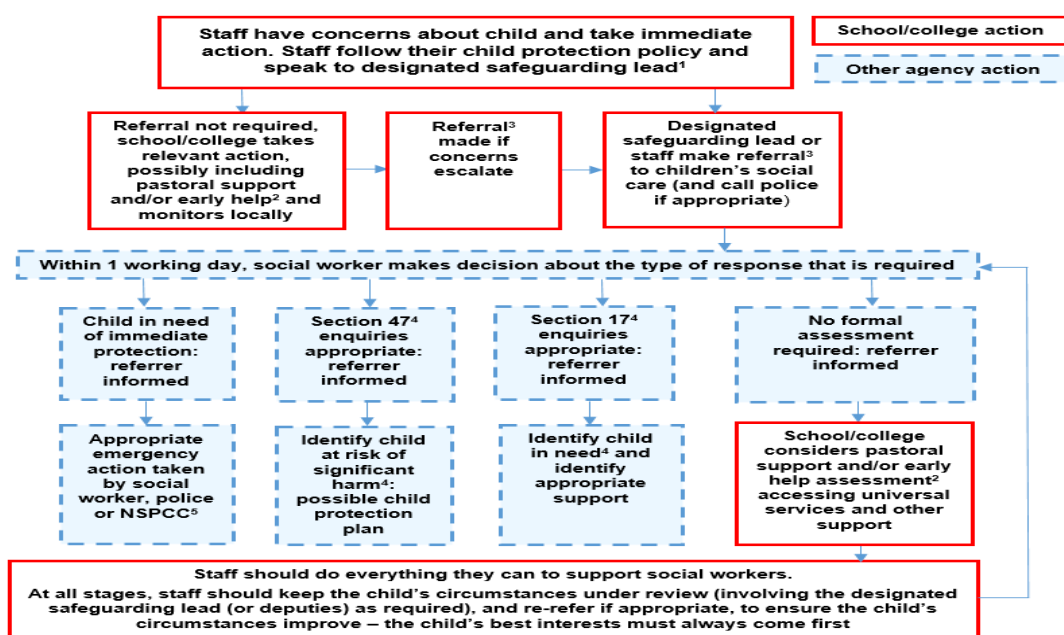 Staff have concerns about child and take immediate
action. Staff follow their child protection policy and
speak to designated safeguarding lead¹
School/college action
Other agency action
Referral not required,
school/college takes
relevant action,
possibly including
pastoral support
and/or early help² and
monitors locally
Referral³
made if
concerns
escalate
Designated
safeguarding lead or
staff make referral³
to children's social
care (and call police
if appropriate)
Within 1 working day, social worker makes decision about the type of response that is required
Child in need
of immediate
protection:
referrer
informed
Section 47⁴
enquiries
appropriate:
referrer
informed
Section 17⁴
enquiries
appropriate:
referrer
informed
No formal
assessment
required: referrer
informed
Appropriate
emergency
action taken
by social
worker, police
or NSPCC⁵
Identify child
at risk of
significant
harm⁴:
possible child
protection
plan
Identify child
in need⁴ and
identify
appropriate
support
School/college
considers pastoral
support and/or early
help assessment²
accessing universal
services and other
support
Staff should do everything they can to support social workers.
At all stages, staff should keep the child's circumstances under review (involving the designated
safeguarding lead (or deputies) as required), and re-refer if appropriate, to ensure the child's
circumstances improve – the child's best interests must always come first